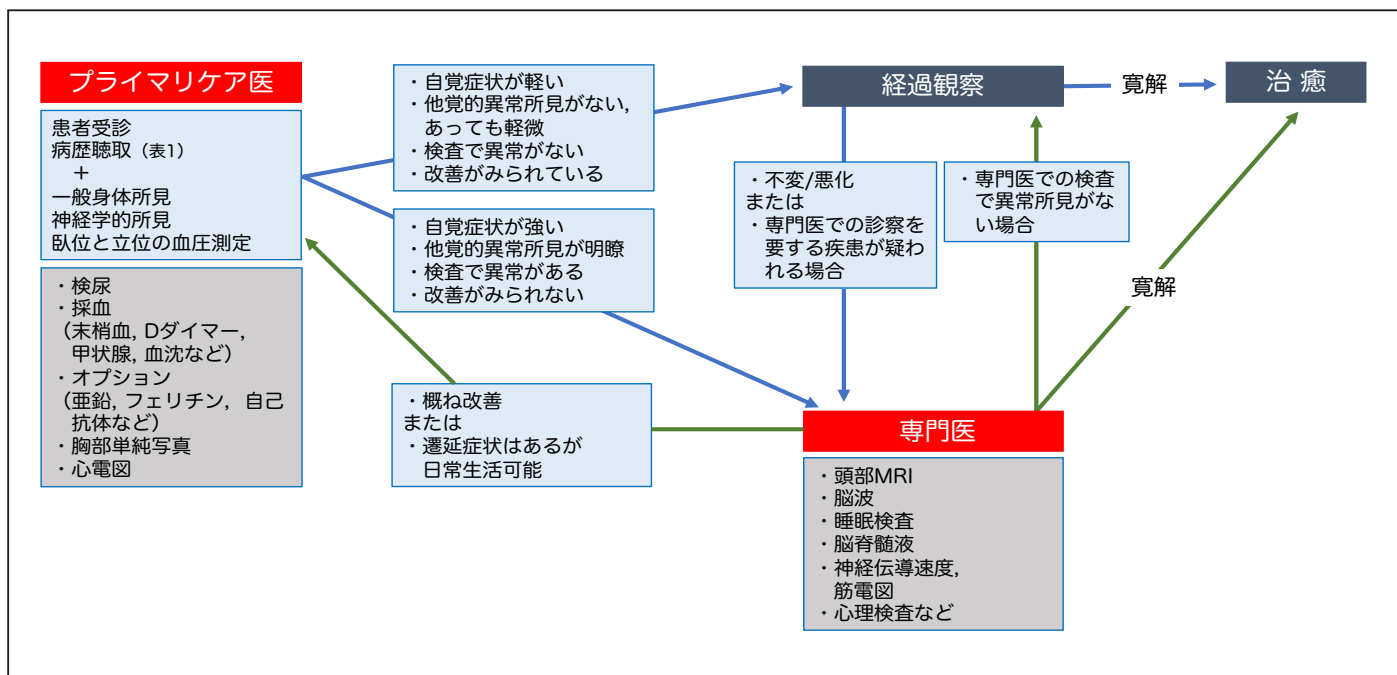 プライマリケア医
患者受診
病歴聴取（表1）
＋
一般身体所見
神経学的所見
臥位と立位の血圧測定
・検尿
・採血
（末梢血, Dダイマー,
甲状腺, 血沈など）
・オプション
（亜鉛, フェリチン, 自己
抗体など）
・胸部単純写真
・心電図
・自覚症状が軽い
・他覚的異常所見がない,
あっても軽微
・検査で異常がない
・改善がみられている
・自覚症状が強い
・他覚的異常所見が明瞭
・検査で異常がある
・改善がみられない
・概ね改善
または
・遷延症状はあるが
日常生活可能
経過観察
寛解
治 癒
・不変/悪化
または
・専門医での診察を
要する疾患が疑わ
れる場合
・専門医での検査
で異常所見がな
い場合
寛解
専門医
・頭部MRI
・脳波
・睡眠検査
・脳脊髄液
・神経伝導速度,
筋電図
・心理検査など